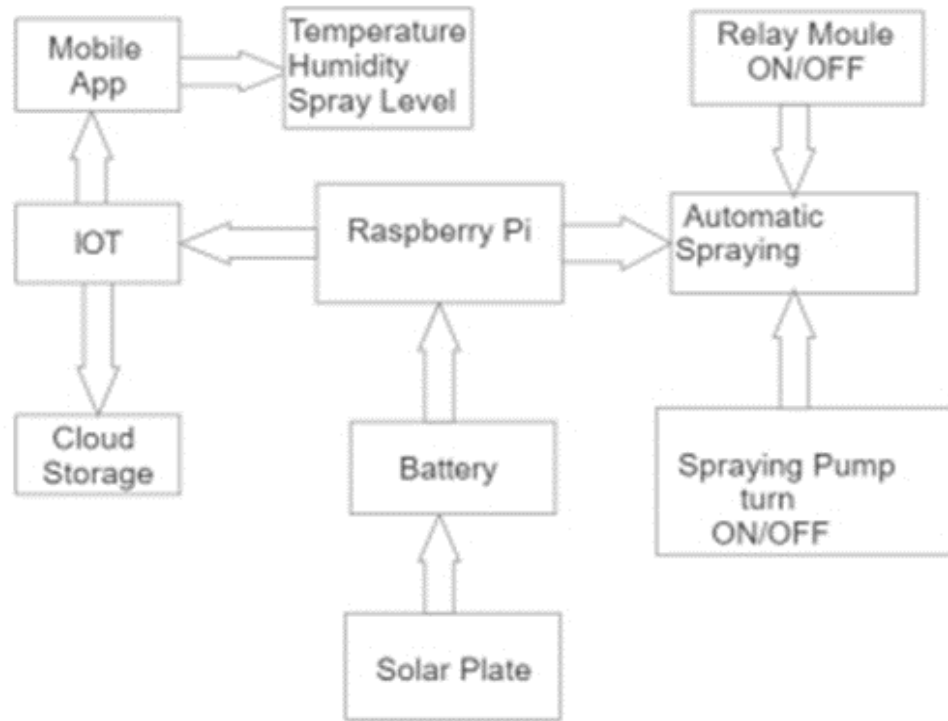 Mobile
App
Temperature
Humidity
Spray Level
Relay Moule
ON/OFF
IOT
Raspberry Pi
Automatic
Spraying
Cloud
Storage
Battery
Spraying Pump
turn
ON/OFF
Solar Plate